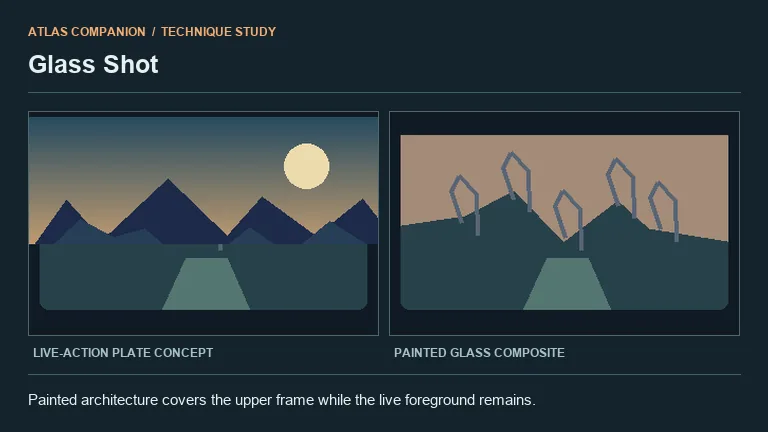 ATLAS COMPANION / TECHNIQUE STUDY
Glass Shot
LIVE-ACTION PLATE CONCEPT
PAINTED GLASS COMPOSITE
Painted architecture covers the upper frame while the live foreground remains.